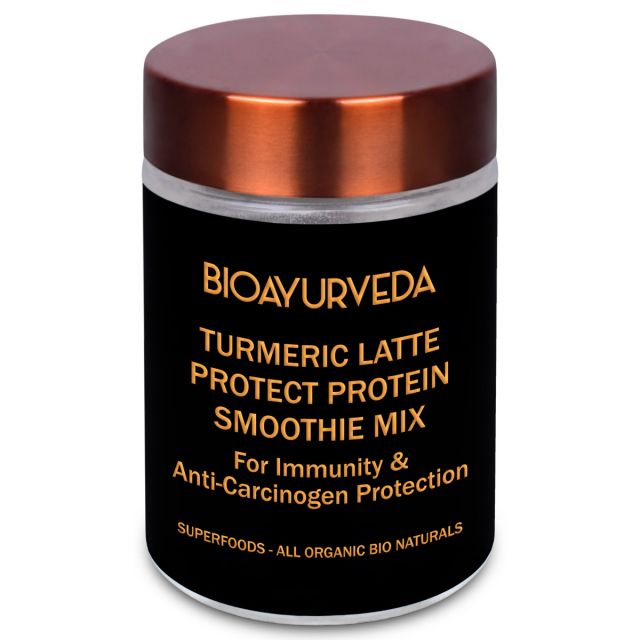 BIOAYURVEDA
TURMERIC LATTE
PROTECT PROTEIN
SMOOTHIE MIX
For Immunity &
Anti-Carcinogen Protection
SUPERFOODS - ALL ORGANIC BIO NATURALS